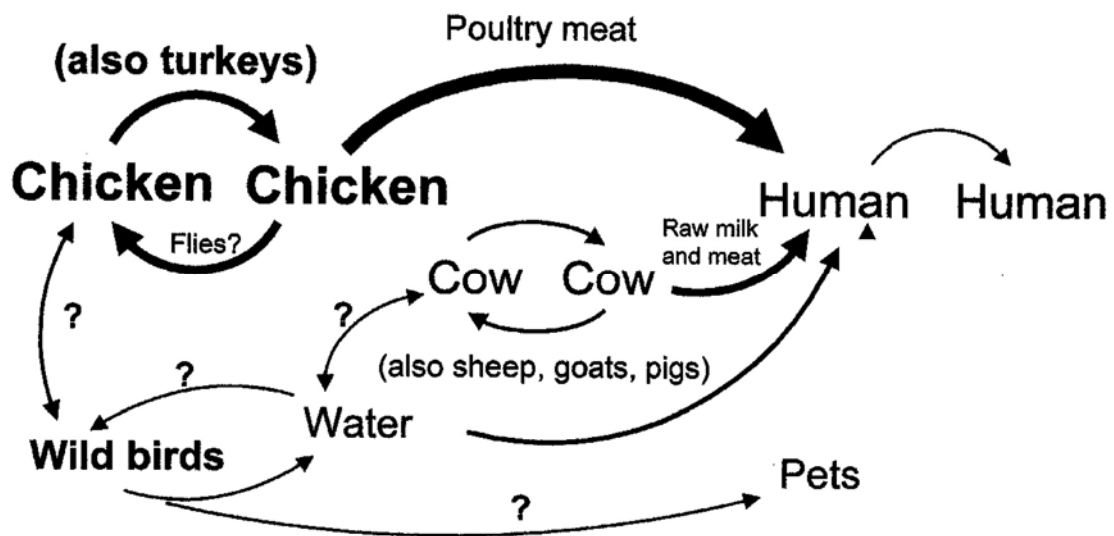 Poultry meat
(also turkeys)
Chicken Chicken
Human Human
Flies?
Raw milk
and meat
Cow Cow
?
?
(also sheep, goats, pigs)
?
Water
Wild birds
Pets
?